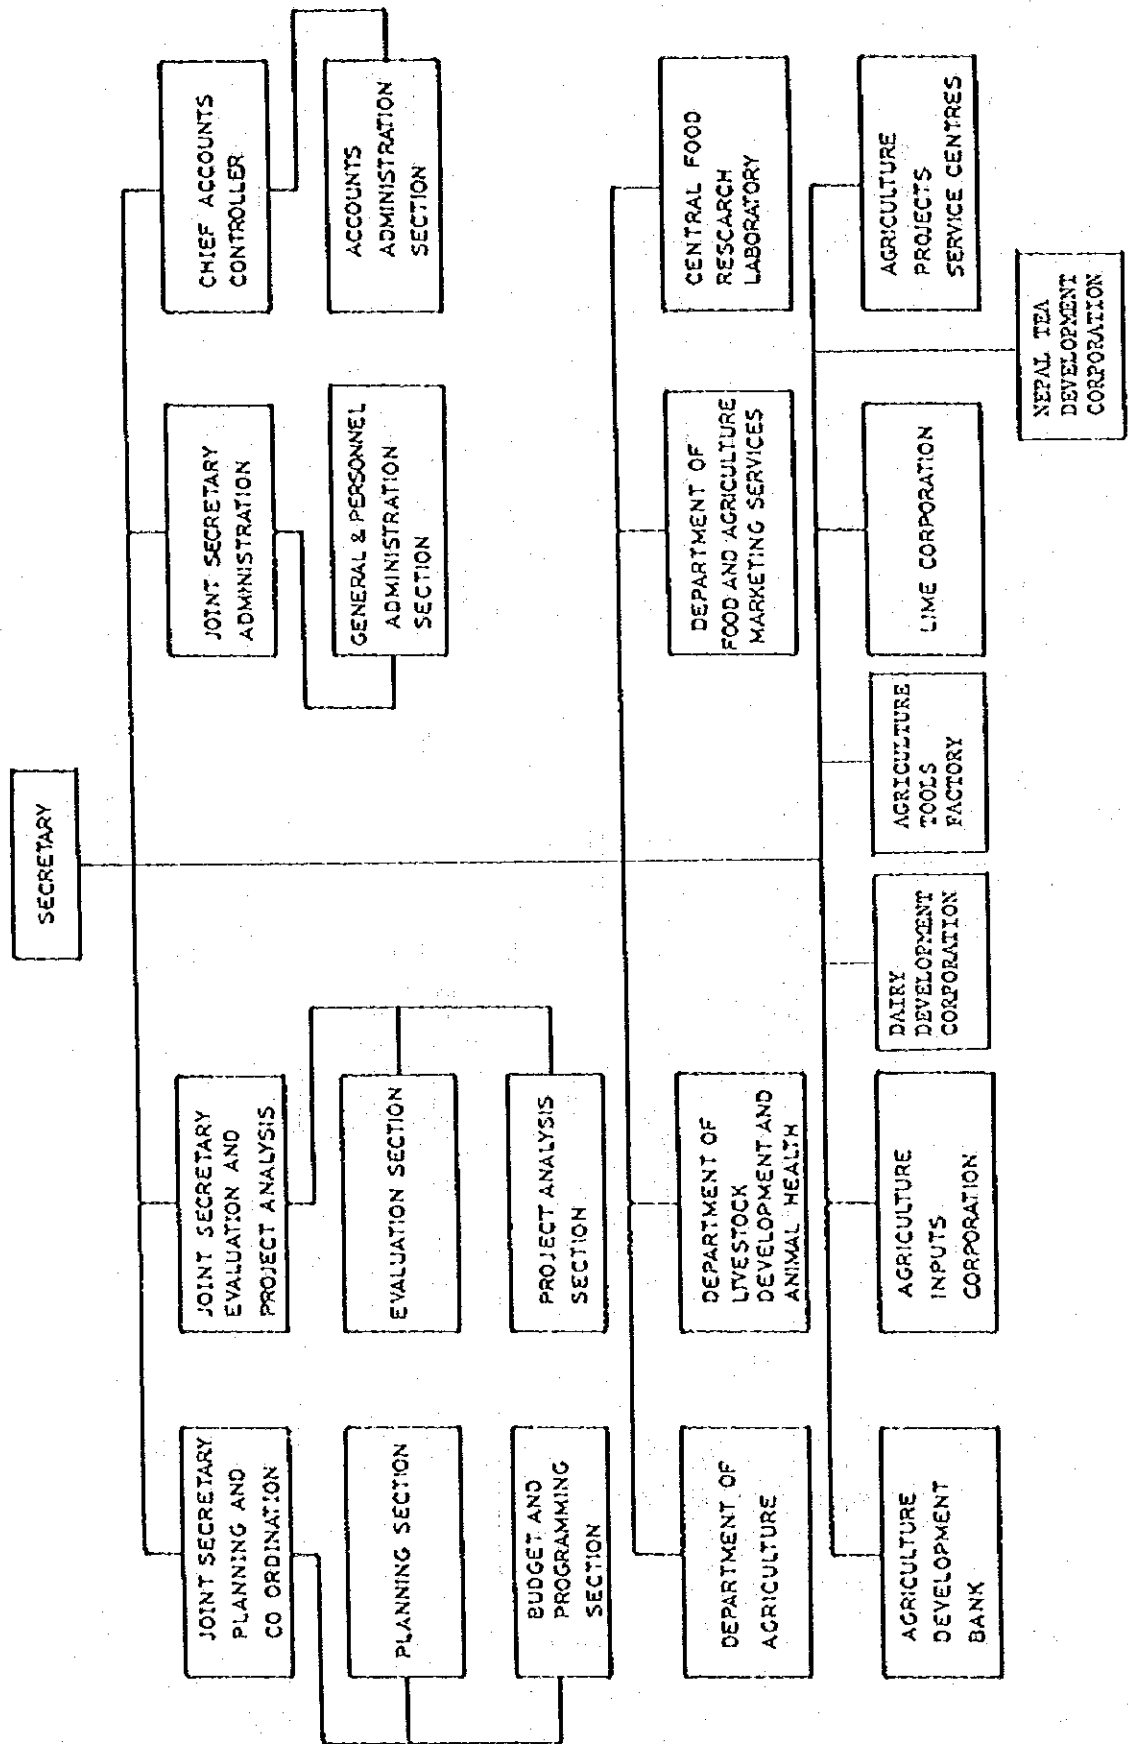 SECRETARY
JOINT SECRETARY
PLANNING AND
CO ORDINATION
JOINT SECRETARY
EVALUATION AND
PROJECT ANALYSIS
JOINT SECRETARY
ADMINISTRATION
CHIEF ACCOUNTS
CONTROLLER
PLANNING SECTION
EVALUATION SECTION
GENERAL & PERSONNEL
ADMINISTRATION
SECTION
ACCOUNTS
ADMINISTRATION
SECTION
BUDGET AND
PROGRAMMING
SECTION
PROJECT ANALYSIS
SECTION
DEPARTMENT OF
AGRICULTURE
DEPARTMENT OF
LIVESTOCK
DEVELOPMENT AND
ANIMAL HEALTH
DEPARTMENT OF
FOOD AND AGRICULTURE
MARKETING SERVICES
CENTRAL FOOD
RESCARCH
LABORATORY
AGRICULTURE
DEVELOPMENT
BANK
AGRICULTURE
INPUTS
CORPORATION
DAIRY
DEVELOPMENT
CORPORATION
AGRICULTURE
TOOLS
FACTORY
LIME CORPORATION
AGRICULTURE
PROJECTS
SERVICE CENTRES
NEPAL TEA
DEVELOPMENT
CORPORATION